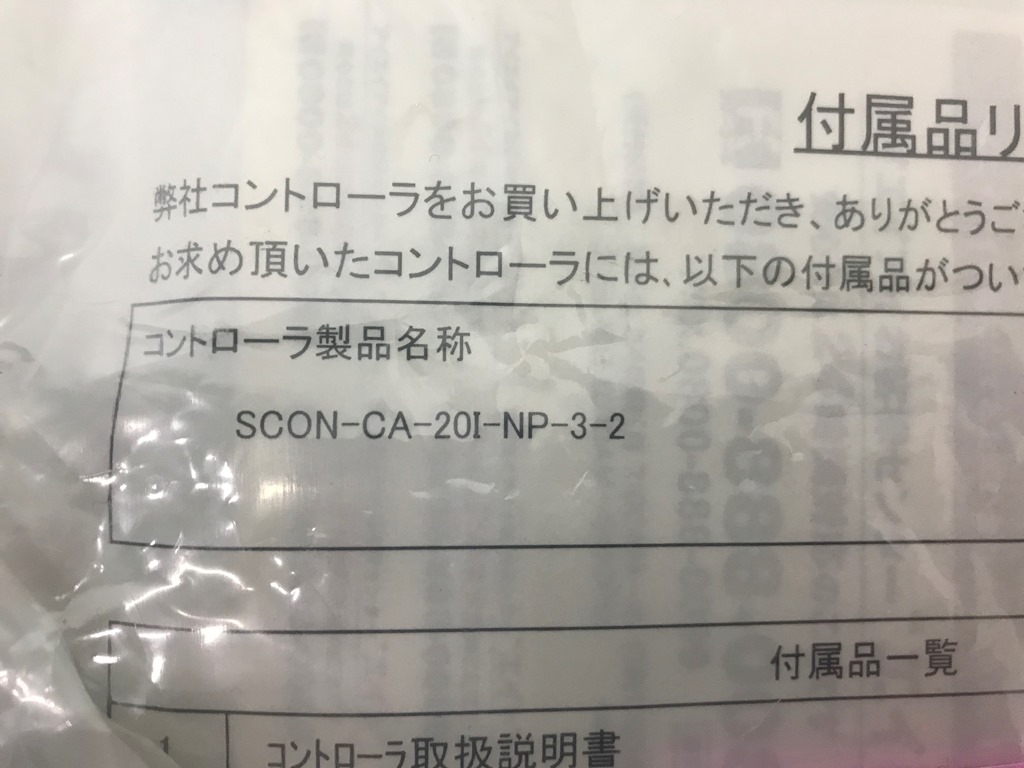 付属品リ
弊社コントローラをお買い上げいただき、ありがとうご
お求め頂いたコントローラには、以下の付属品がつい
コントローラ製品名称
SCON-CA-20I-NP-3-2
付属品一覧
1 コントローラ取扱説明書